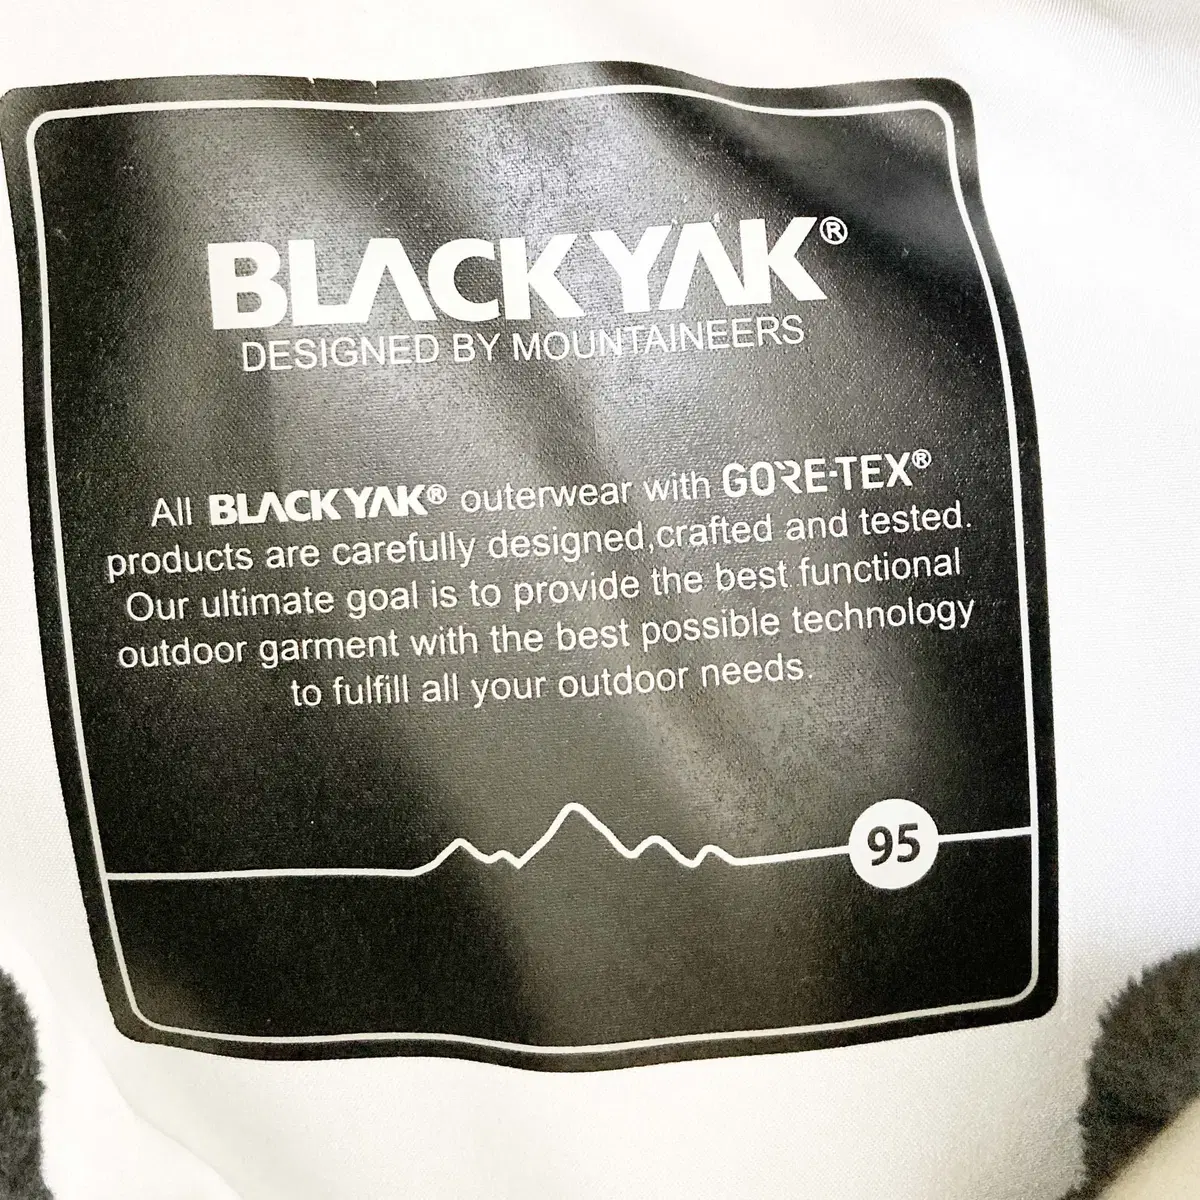 BLACKYAK®
DESIGNED BY MOUNTAINEERS
All BLACKYAK® outerwear with GORE-TEX®
products are carefully designed,crafted and tested.
Our ultimate goal is to provide the best functional
outdoor garment with the best possible technology
to fulfill all your outdoor needs.
95